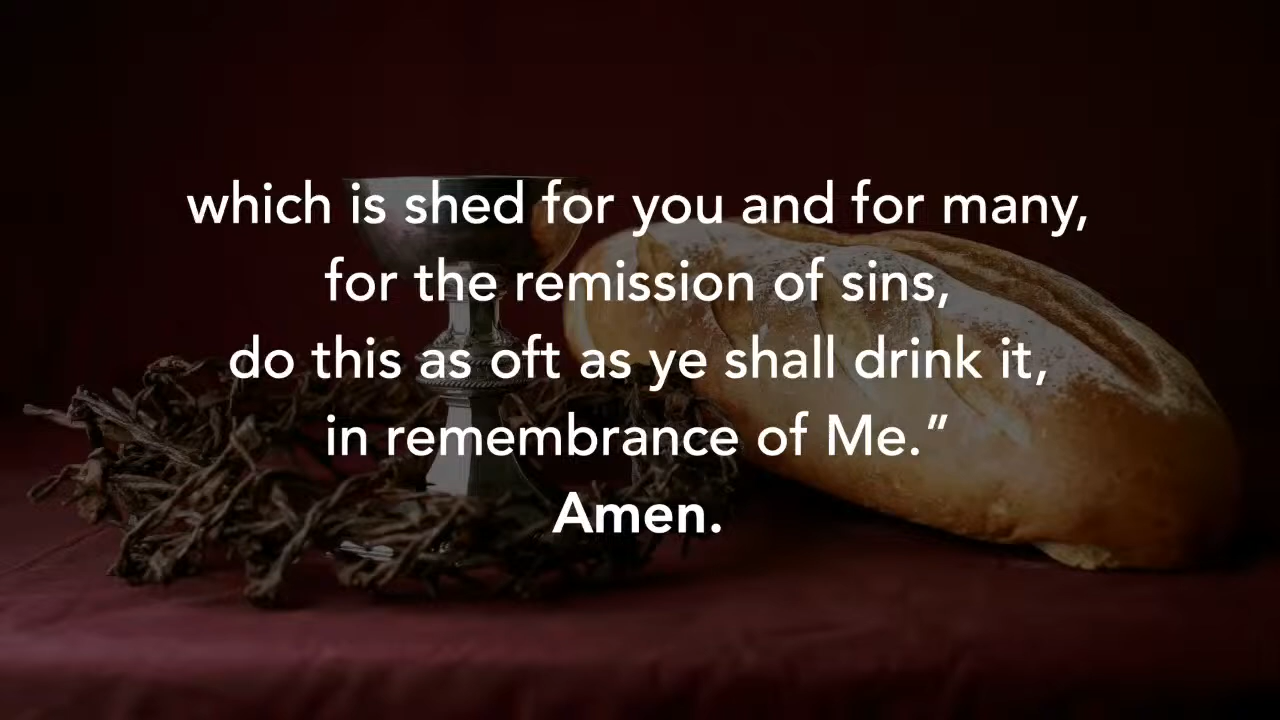 which is shed for you and for many,
for the remission of sins,
do this as oft as ye shall drink it,
in remembrance of Me.”
Amen.